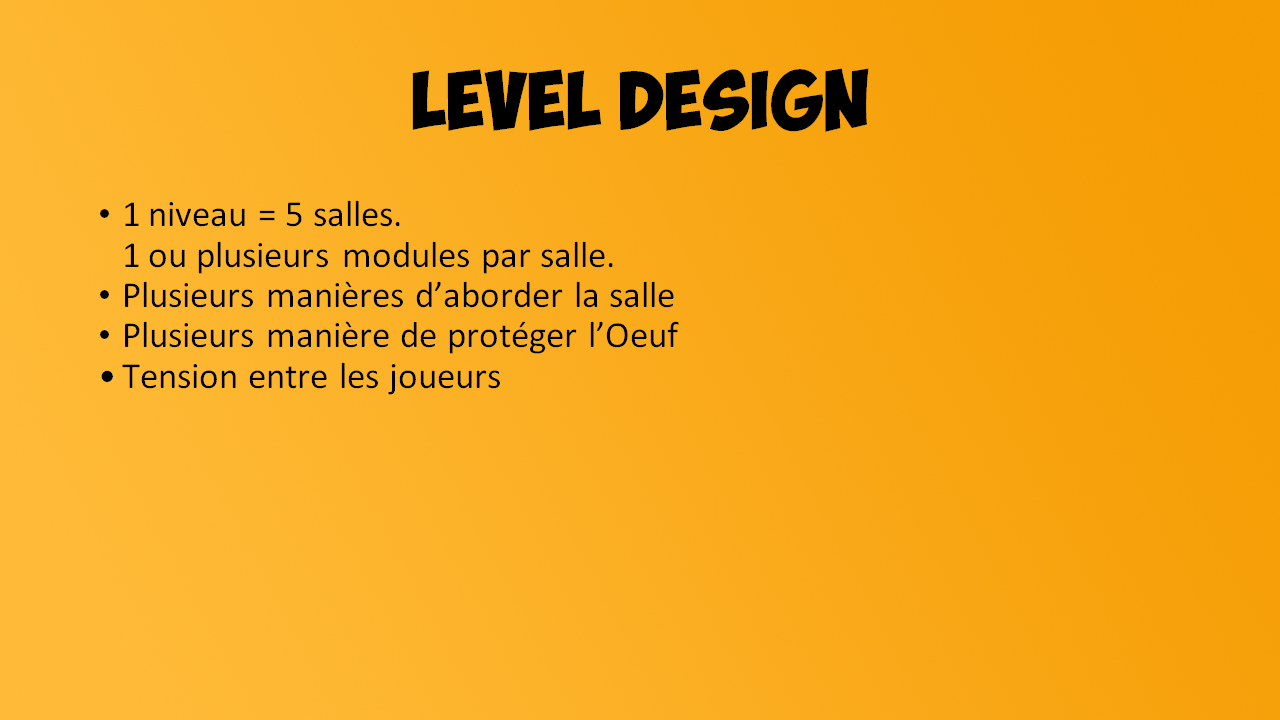 LEVEL DESIGN
• 1 niveau = 5 salles.
1 ou plusieurs modules par salle.
• Plusieurs manières d’aborder la salle
• Plusieurs manière de protéger l’Oeuf
• Tension entre les joueurs